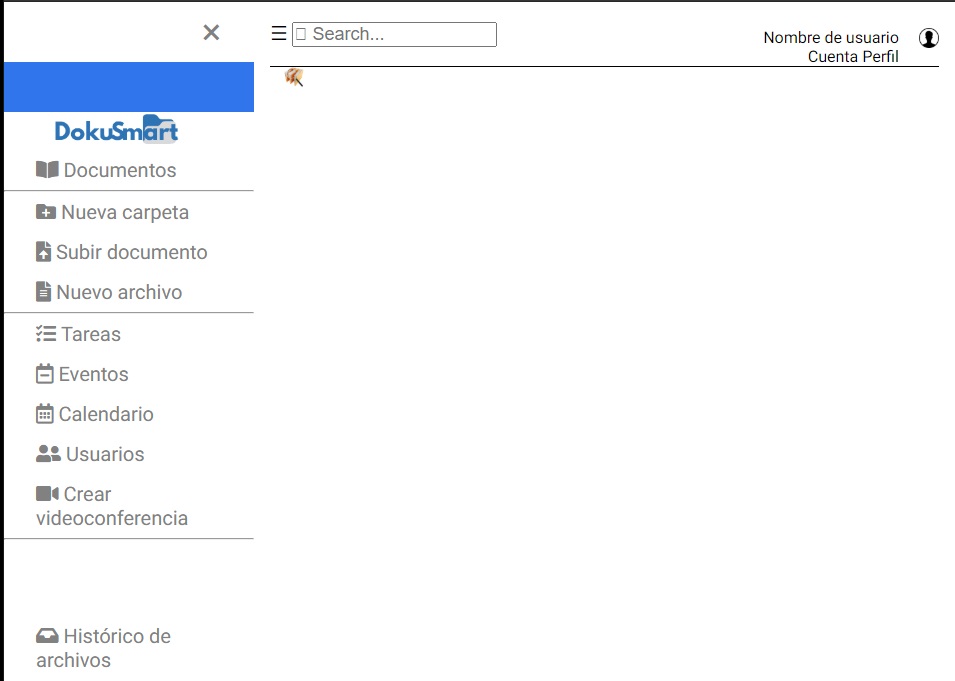 ☰ Search...
Nombre de usuario
Cuenta Perfil
DokuSmart
Documentos
Nueva carpeta
Subir documento
Nuevo archivo
Tareas
Eventos
Calendario
Usuarios
Crear
videoconferencia
Histórico de
archivos